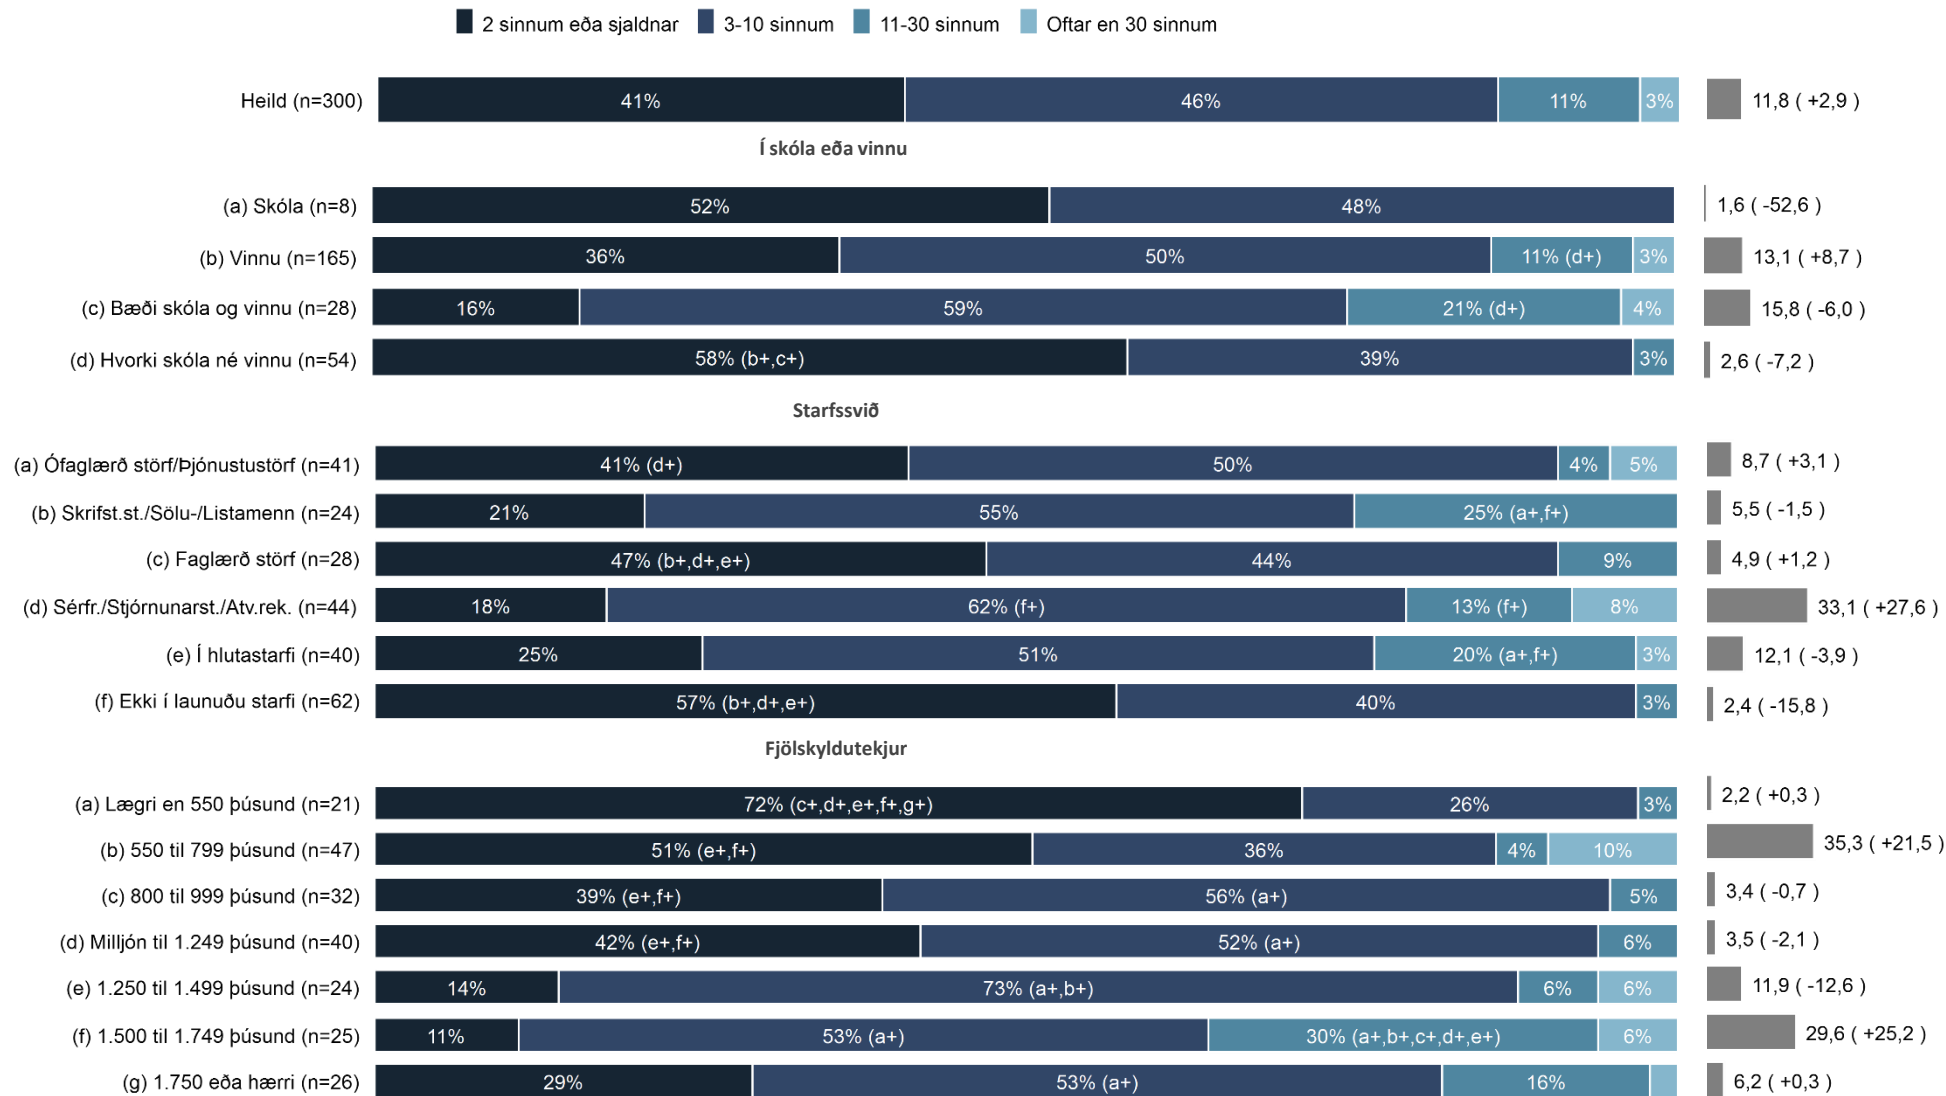 2 sinnum eða sjaldnar 3-10 sinnum 11-30 sinnum Oftar en 30 sinnum
Heild (n=300) 41% 46% 11% 3% 11,8 ( +2,9 )
Í skóla eða vinnu
(a) Skóla (n=8) 52% 48% 1,6 ( -52,6 )
(b) Vinnu (n=165) 36% 50% 11% (d+) 3% 13,1 ( +8,7 )
(c) Bæði skóla og vinnu (n=28) 16% 59% 21% (d+) 4% 15,8 ( -6,0 )
(d) Hvorki skóla né vinnu (n=54) 58% (b+,c+) 39% 3% 2,6 ( -7,2 )
Starfssvið
(a) Ófaglærð störf/Þjónustustörf (n=41) 41% (d+) 50% 4% 5% 8,7 ( +3,1 )
(b) Skrifst.st./Sölu-/Listamenn (n=24) 21% 55% 25% (a+,f+) 5,5 ( -1,5 )
(c) Faglærð störf (n=28) 47% (b+,d+,e+) 44% 9% 4,9 ( +1,2 )
(d) Sérfr./Stjórnunarst./Atv.rek. (n=44) 18% 62% (f+) 13% (f+) 8% 33,1 ( +27,6 )
(e) Í hlutastarfi (n=40) 25% 51% 20% (a+,f+) 3% 12,1 ( -3,9 )
(f) Ekki í launuðu starfi (n=62) 57% (b+,d+,e+) 40% 3% 2,4 ( -15,8 )
Fjölskyldutekjur
(a) Lægri en 550 þúsund (n=21) 72% (c+,d+,e+,f+,g+) 26% 3% 2,2 ( +0,3 )
(b) 550 til 799 þúsund (n=47) 51% (e+,f+) 36% 4% 10% 35,3 ( +21,5 )
(c) 800 til 999 þúsund (n=32) 39% (e+,f+) 56% (a+) 5% 3,4 ( -0,7 )
(d) Milljón til 1.249 þúsund (n=40) 42% (e+,f+) 52% (a+) 6% 3,5 ( -2,1 )
(e) 1.250 til 1.499 þúsund (n=24) 14% 73% (a+,b+) 6% 6% 11,9 ( -12,6 )
(f) 1.500 til 1.749 þúsund (n=25) 11% 53% (a+) 30% (a+,b+,c+,d+,e+) 6% 29,6 ( +25,2 )
(g) 1.750 eða hærri (n=26) 29% 53% (a+) 16% 6,2 ( +0,3 )